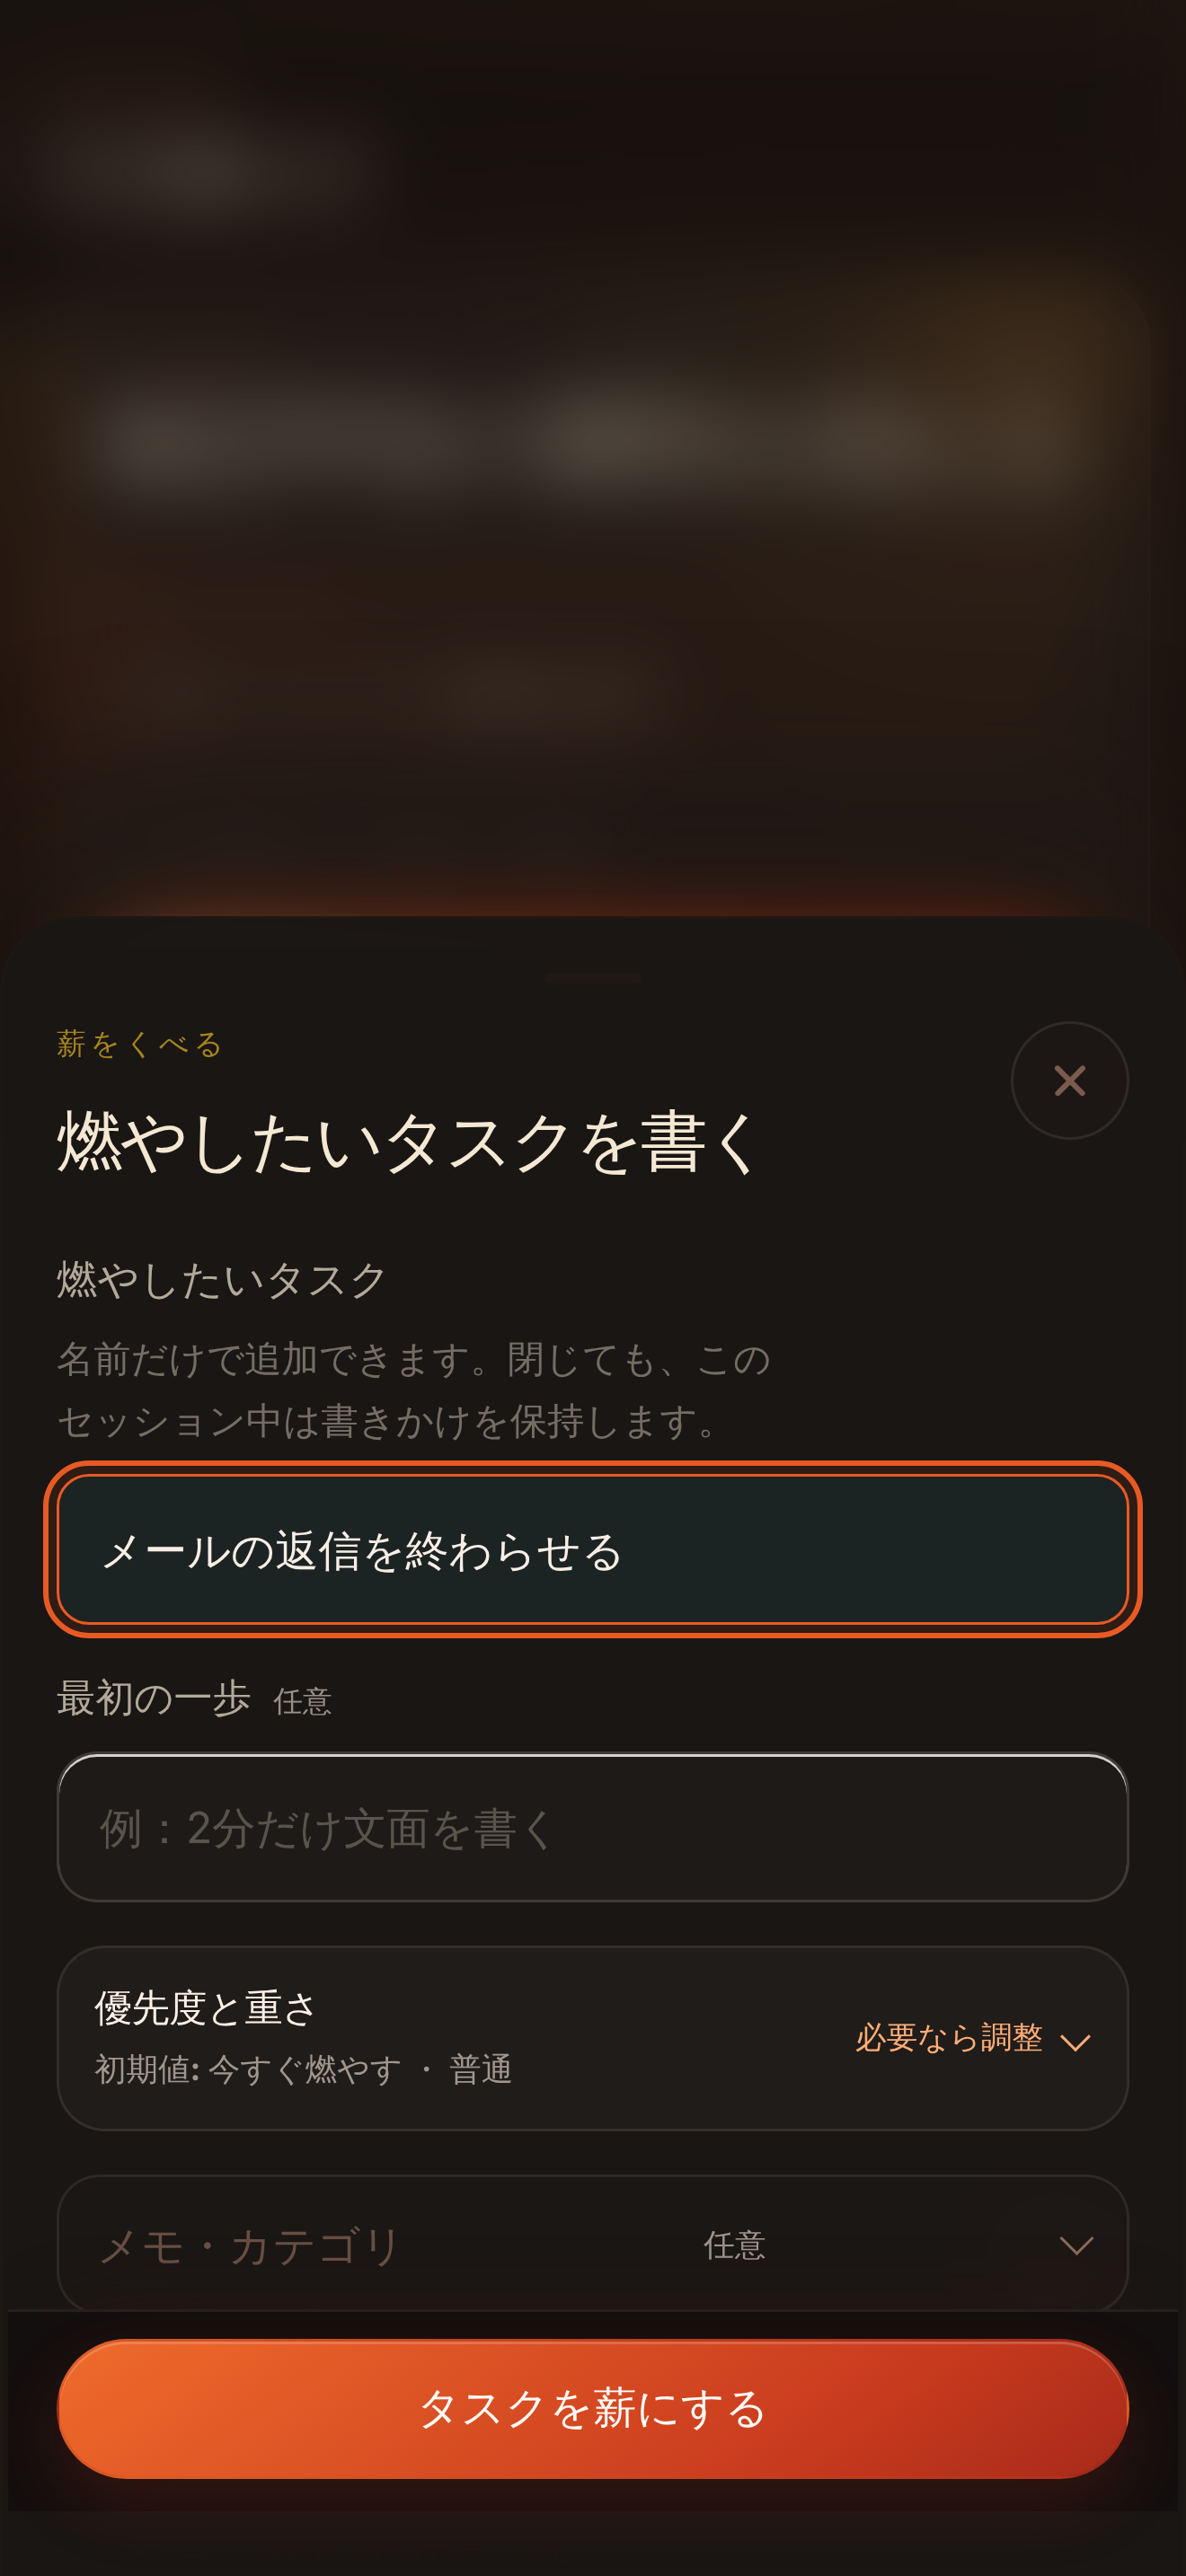 薪をくべる
燃やしたいタスクを書く
燃やしたいタスク
名前だけで追加できます。閉じても、この
セッション中は書きかけを保持します。
メールの返信を終わらせる
最初の一歩 任意
例：2分だけ文面を書く
優先度と重さ
初期値: 今すぐ燃やす ・ 普通
必要なら調整
メモ・カテゴリ 任意
タスクを薪にする